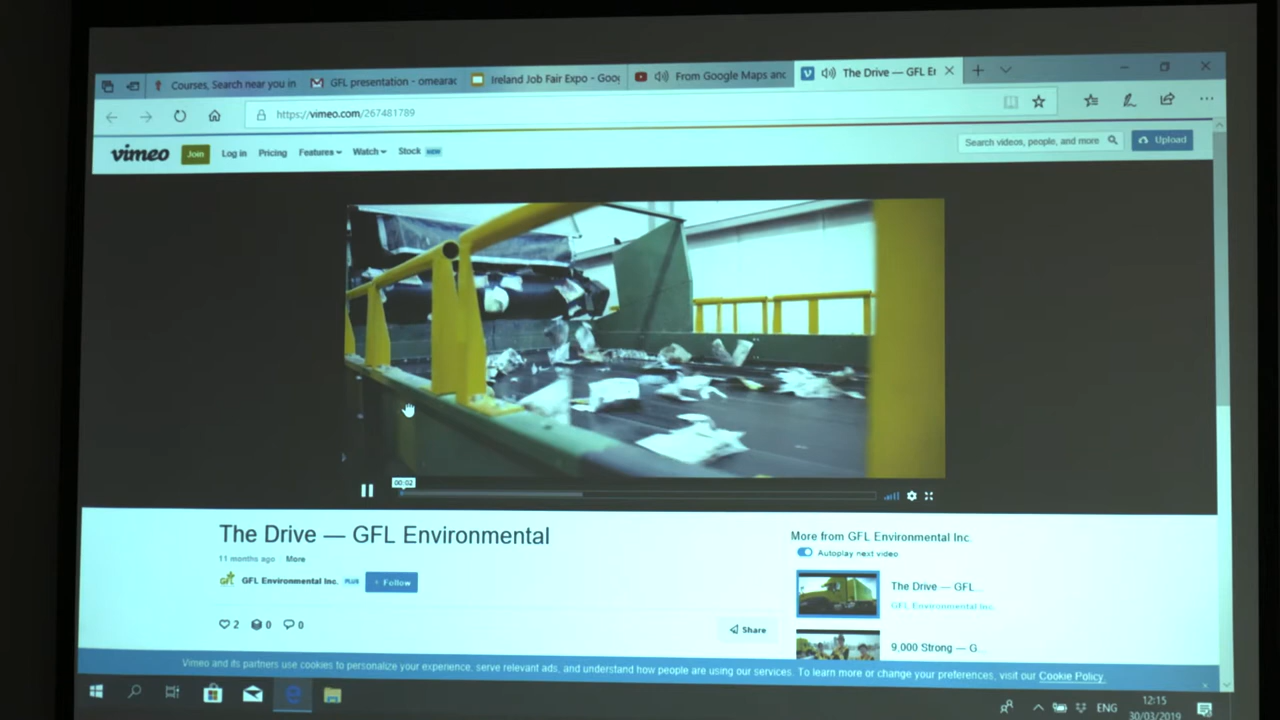 Courses, Search near you in
GFL presentation - omearac
Ireland Job Fair Expo - Goog
From Google Maps and
The Drive — GFL En
https://vimeo.com/267481789
vimeo
Join
Log in
Pricing
Features
Watch
Stock
NEW
Search videos, people, and more
Upload
00:02
The Drive — GFL Environmental
11 months ago
More
GFL
GFL Environmental Inc.
PLUS
+ Follow
2
0
0
Share
More from GFL Environmental Inc.
Autoplay next video
The Drive — GFL...
GFL Environmental Inc.
9,000 Strong — G...
Vimeo and its partners use cookies to personalize your experience, serve relevant ads, and understand how people are using our services. To learn more or change your preferences, visit our Cookie Policy.
ENG
12:15
30/03/2019